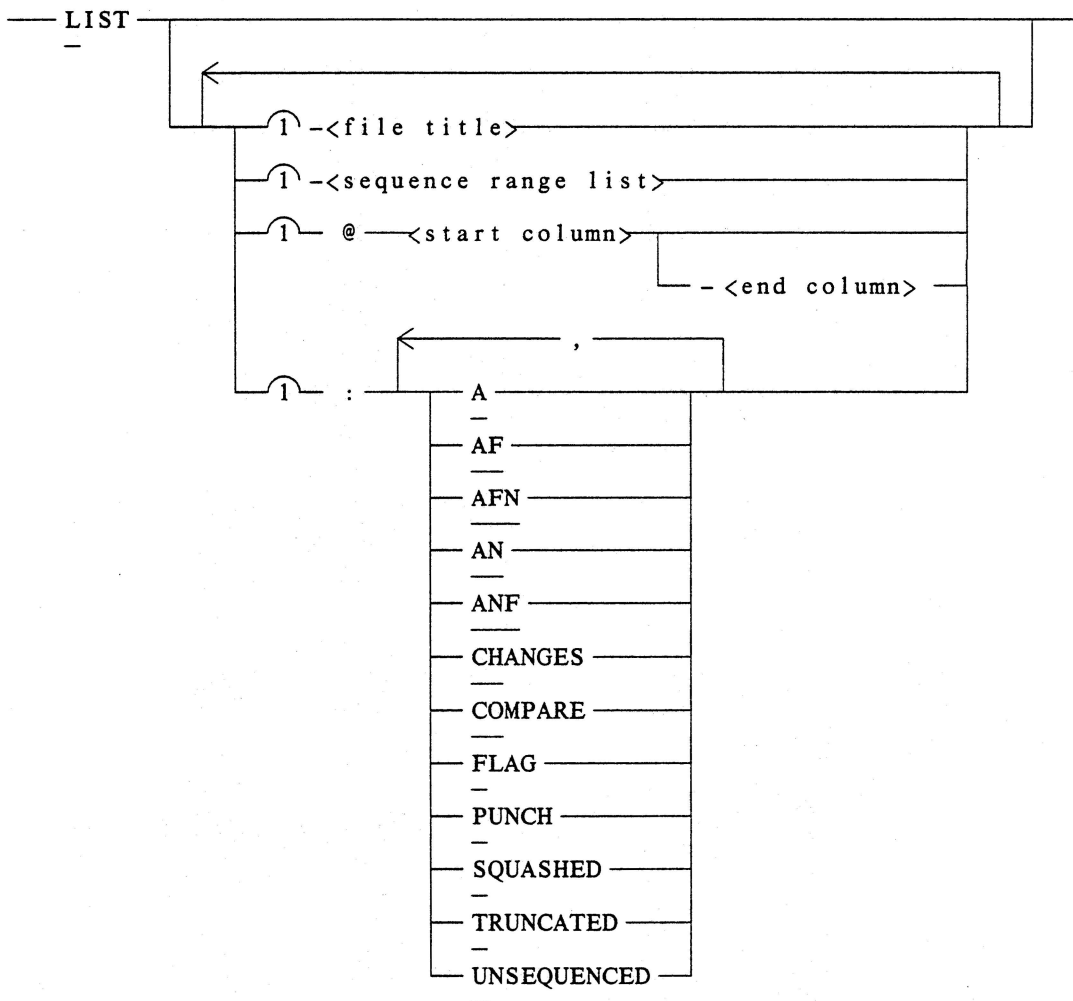 LIST
1 -<file title>
1 -<sequence range list>
1 @ <start column>
- <end column>
,
1 : A
AF
AFN
AN
ANF
CHANGES
COMPARE
FLAG
PUNCH
SQUASHED
TRUNCATED
UNSEQUENCED